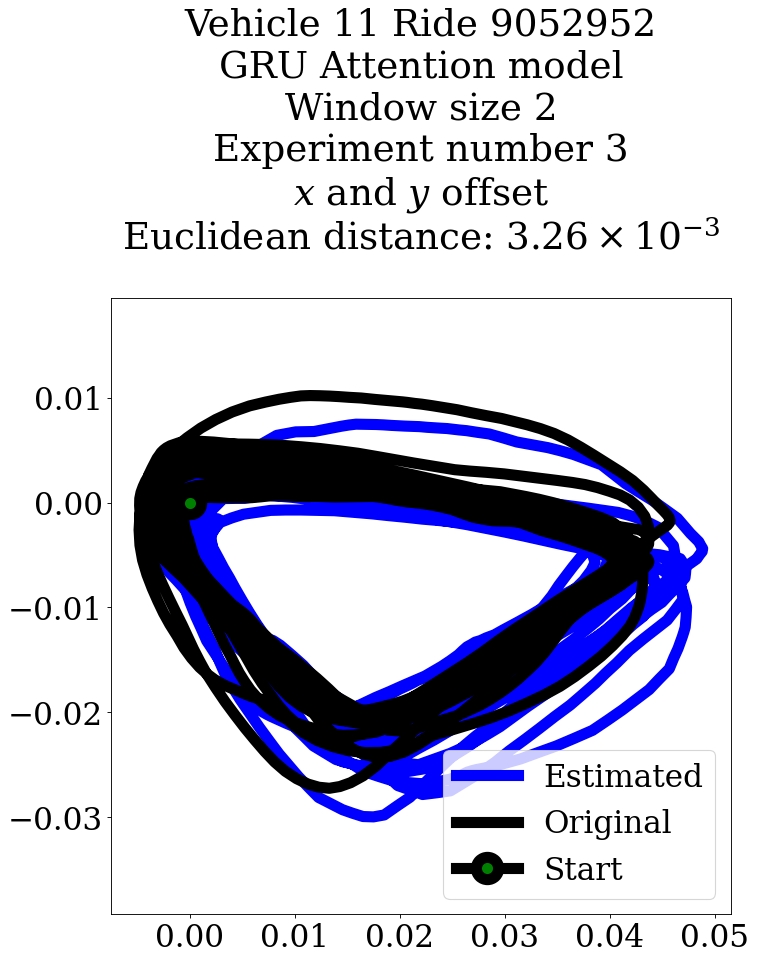 Vehicle 11 Ride 9052952
GRU Attention model
Window size 2
Experiment number 3
x and y offset
Euclidean distance: 3.26 × 10⁻³
0.01
0.00
−0.01
−0.02
−0.03
Estimated
Original
Start
0.00 0.01 0.02 0.03 0.04 0.05